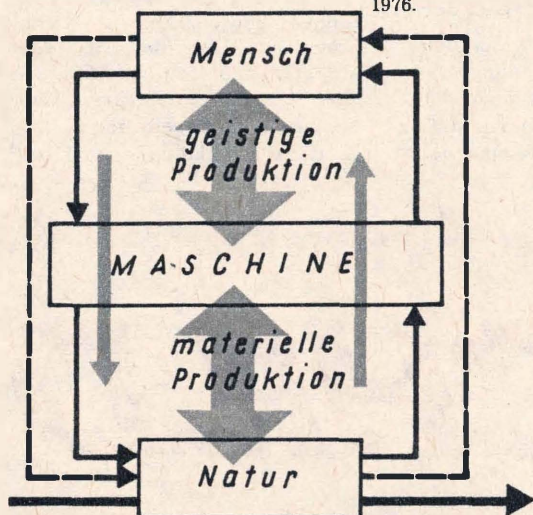 1976.
Mensch
geistige
Produktion
MASCHINE
materielle
Produktion
Natur